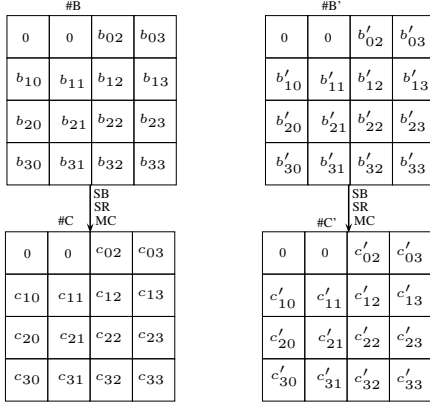 #B #B'
0 0 b02 b03 0 0 b'02 b'03
b10 b11 b12 b13 b'10 b'11 b'12 b'13
b20 b21 b22 b23 b'20 b'21 b'22 b'23
b30 b31 b32 b33 b'30 b'31 b'32 b'33
SB SB
SR SR
#C MC #C' MC
0 0 c02 c03 0 0 c'02 c'03
c10 c11 c12 c13 c'10 c'11 c'12 c'13
c20 c21 c22 c23 c'20 c'21 c'22 c'23
c30 c31 c32 c33 c'30 c'31 c'32 c'33